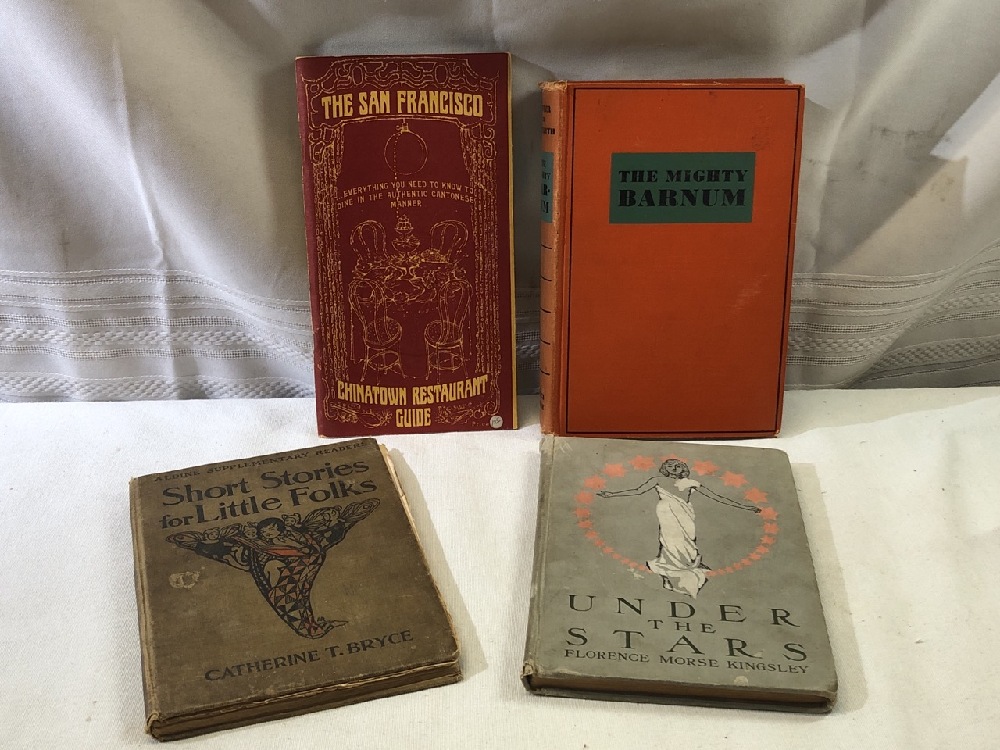 THE SAN FRANCISCO
EVERYTHING YOU NEED TO KNOW TO
DINE IN THE AUTHENTIC CANTONESE
MANNER
CHINATOWN RESTAURANT
GUIDE
THE MIGHTY
BARNUM
ALDINE SUPPLEMENTARY READERS
Short Stories
for Little Folks
CATHERINE T. BRYCE
UNDER
THE
STARS
FLORENCE MORSE KINGSLEY